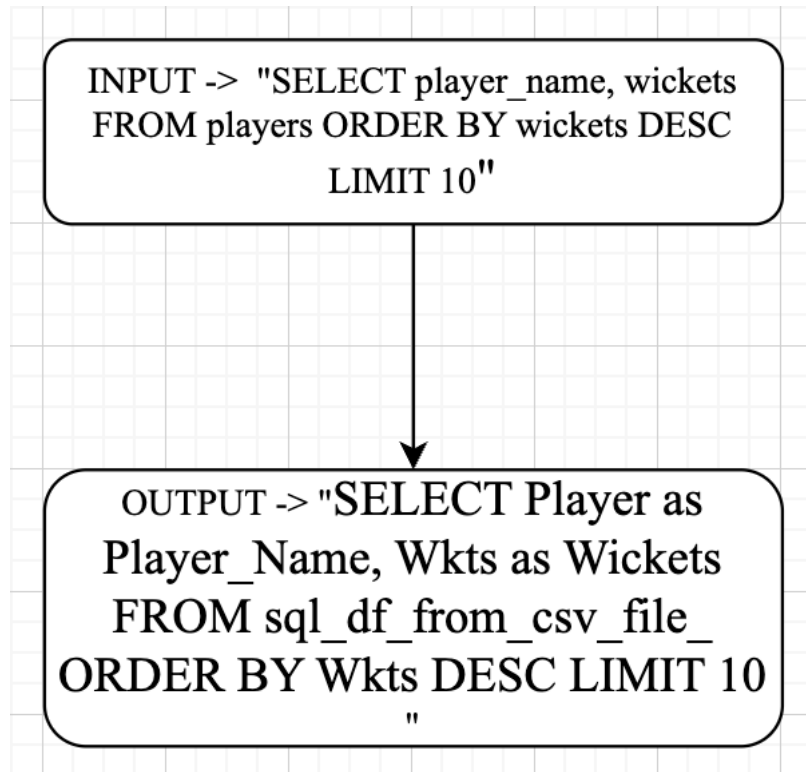 INPUT -> "SELECT player_name, wickets
FROM players ORDER BY wickets DESC
LIMIT 10"
OUTPUT -> "SELECT Player as
Player_Name, Wkts as Wickets
FROM sql_df_from_csv_file_
ORDER BY Wkts DESC LIMIT 10
"